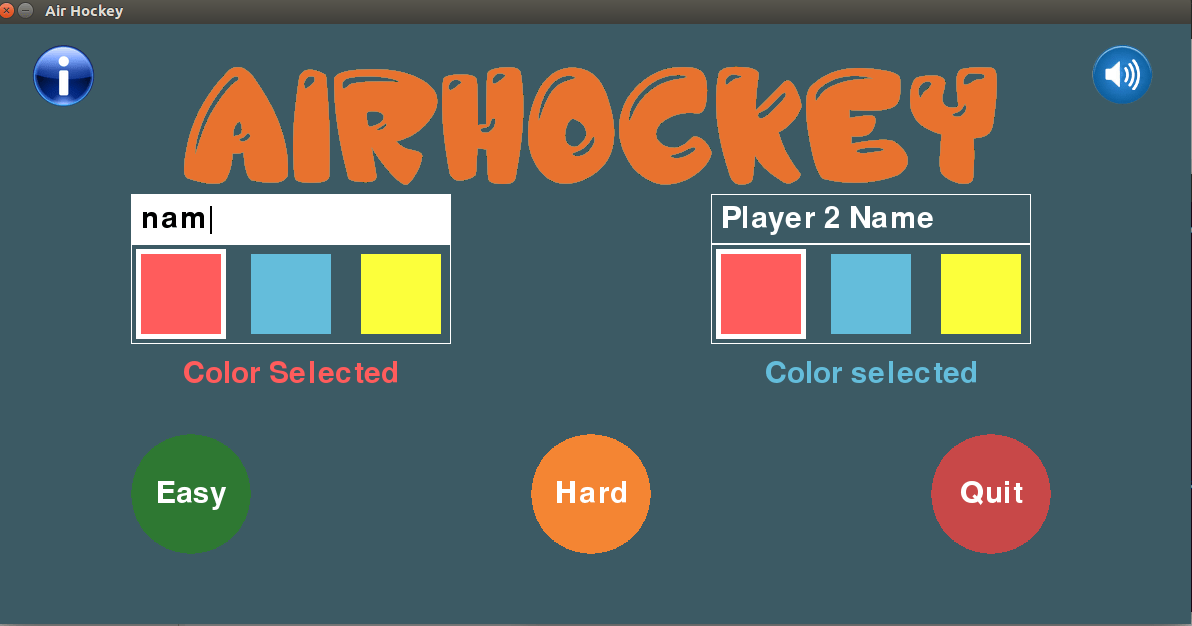 Air Hockey
AIRHOCKEY
nam
Player 2 Name
Color Selected
Color selected
Easy
Hard
Quit